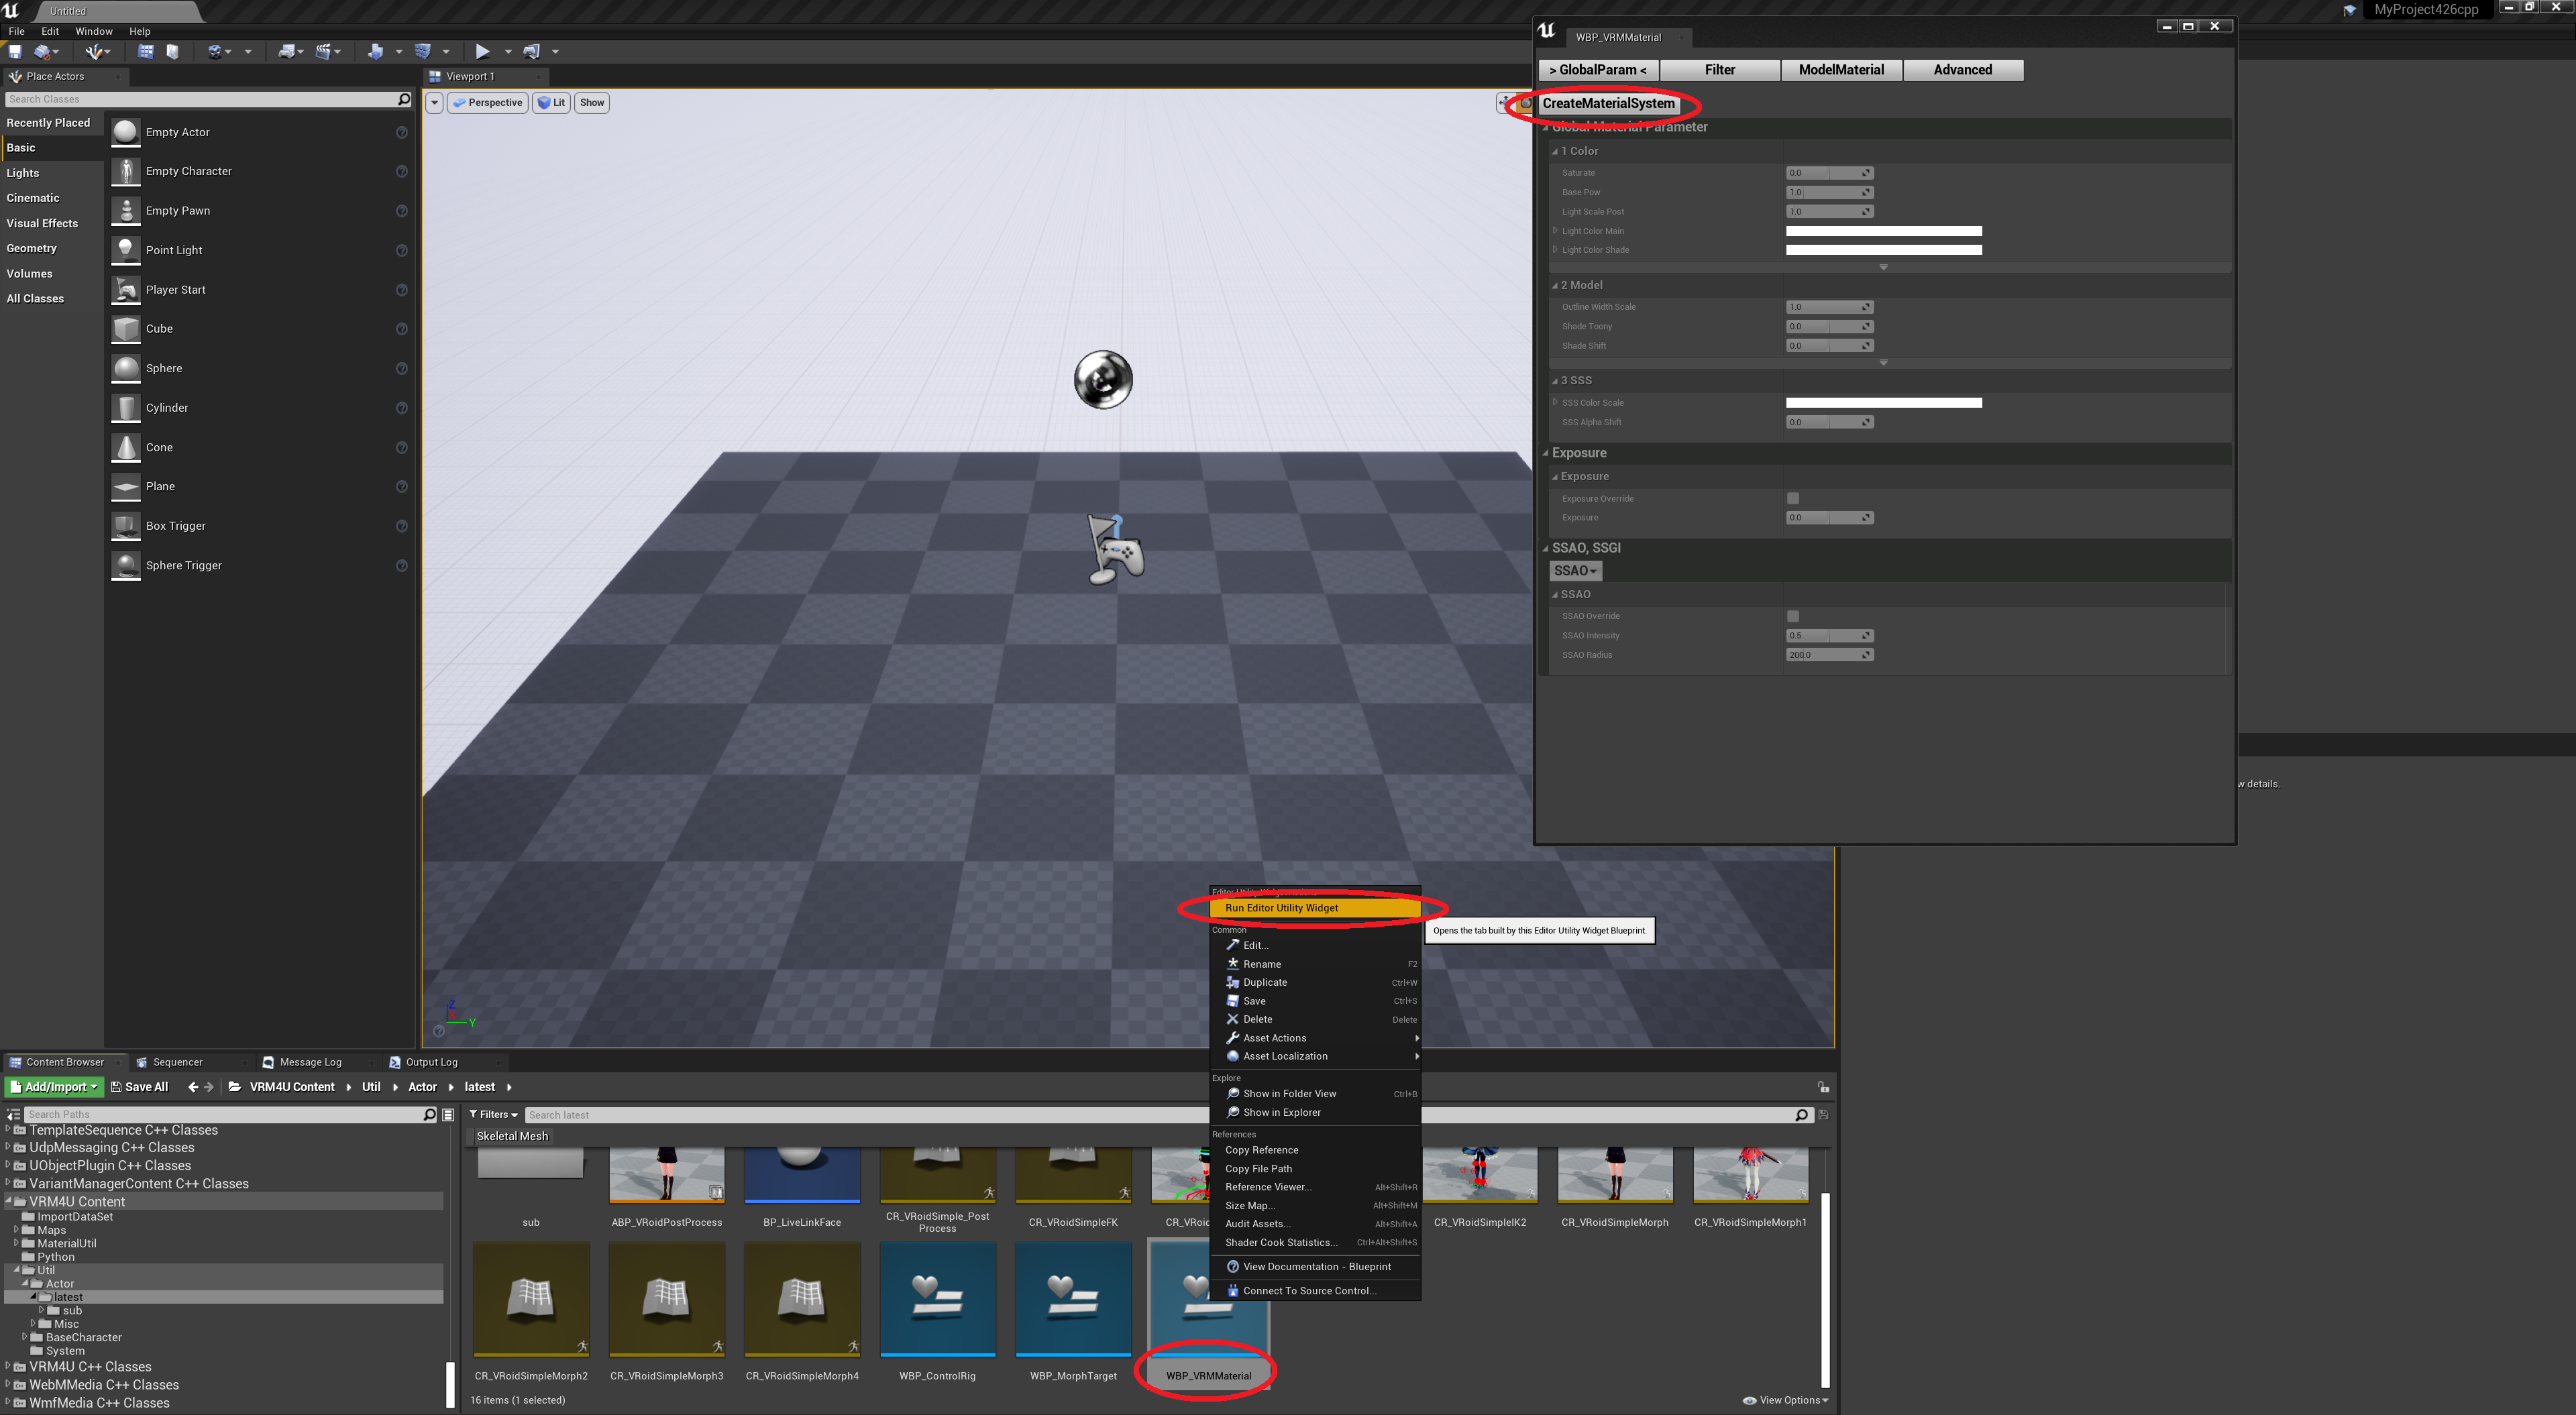 Untitled
MyProject426cpp
File Edit Window Help
Place Actors
Search Classes
Recently Placed
Basic
Lights
Cinematic
Visual Effects
Geometry
Volumes
All Classes
Empty Actor
Empty Character
Empty Pawn
Point Light
Player Start
Cube
Sphere
Cylinder
Cone
Plane
Box Trigger
Sphere Trigger
Viewport 1
Perspective Lit Show
Z
X
Y
WBP_VRMMaterial
> GlobalParam < Filter ModelMaterial Advanced
CreateMaterialSystem
Global Material Parameter
1 Color
Saturate 0.0
Base Pow 1.0
Light Scale Post 1.0
Light Color Main
Light Color Shade
2 Model
Outline Width Scale 1.0
Shade Toony 0.0
Shade Shift 0.0
3 SSS
SSS Color Scale
SSS Alpha Shift 0.0
Exposure
Exposure
Exposure Override
Exposure 0.0
SSAO, SSGI
SSAO
SSAO
SSAO Override
SSAO Intensity 0.5
SSAO Radius 200.0
w details.
Run Editor Utility Widget
Opens the tab built by this Editor Utility Widget Blueprint.
Common
Edit...
Rename F2
Duplicate Ctrl+W
Save Ctrl+S
Delete Delete
Asset Actions
Asset Localization
Explore
Show in Folder View Ctrl+B
Show in Explorer
References
Copy Reference
Copy File Path
Reference Viewer... Alt+Shift+R
Size Map... Alt+Shift+M
Audit Assets... Alt+Shift+A
Shader Cook Statistics... Ctrl+Alt+Shift+S
View Documentation - Blueprint
Connect To Source Control...
Content Browser Sequencer Message Log Output Log
Add/Import Save All VRM4U Content Util Actor latest
Search Paths
TemplateSequence C++ Classes
UdpMessaging C++ Classes
UObjectPlugin C++ Classes
VariantManagerContent C++ Classes
VRM4U Content
ImportDataSet
Maps
MaterialUtil
Python
Util
Actor
latest
sub
Misc
BaseCharacter
System
VRM4U C++ Classes
WebMMedia C++ Classes
WmfMedia C++ Classes
Filters Search latest
Skeletal Mesh
sub
ABP_VRoidPostProcess
BP_LiveLinkFace
CR_VRoidSimple_Post
Process
CR_VRoidSimpleFK
CR_VRoid
CR_VRoidSimpleIK2
CR_VRoidSimpleMorph
CR_VRoidSimpleMorph1
CR_VRoidSimpleMorph2
CR_VRoidSimpleMorph3
CR_VRoidSimpleMorph4
WBP_ControlRig
WBP_MorphTarget
WBP_VRMMaterial
16 items (1 selected)
View Options